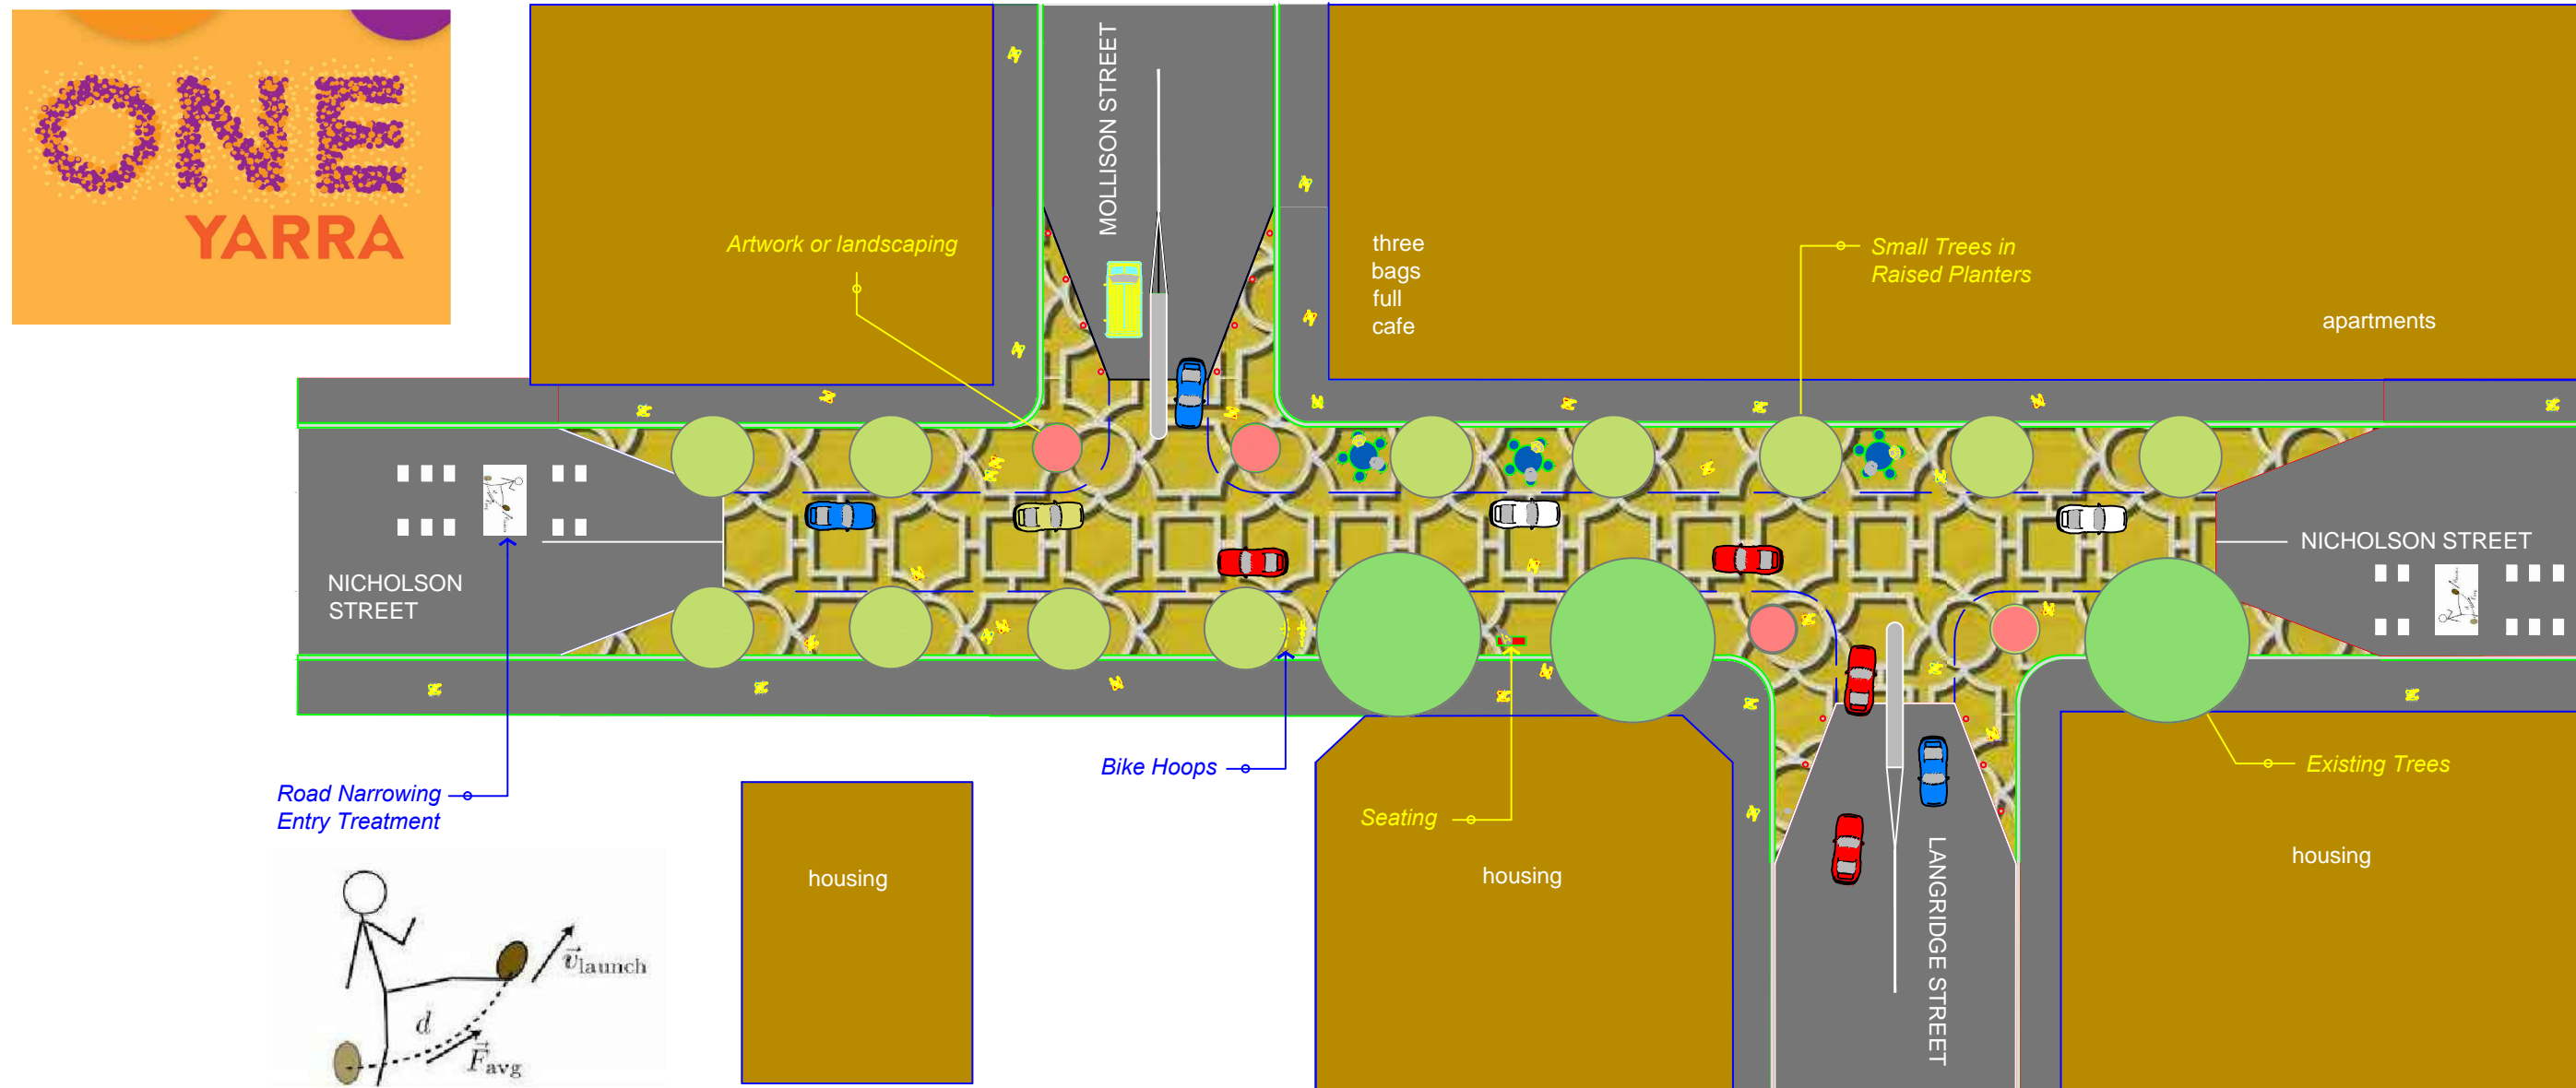 ONE
YARRA
MOLLISON STREET
Artwork or landscaping
three
bags
full
cafe
Small Trees in
Raised Planters
apartments
NICHOLSON
STREET
NICHOLSON STREET
Road Narrowing
Entry Treatment
Bike Hoops
Seating
Existing Trees
housing
housing
housing
LANGRIDGE STREET
v⃗launch
d
F⃗avg